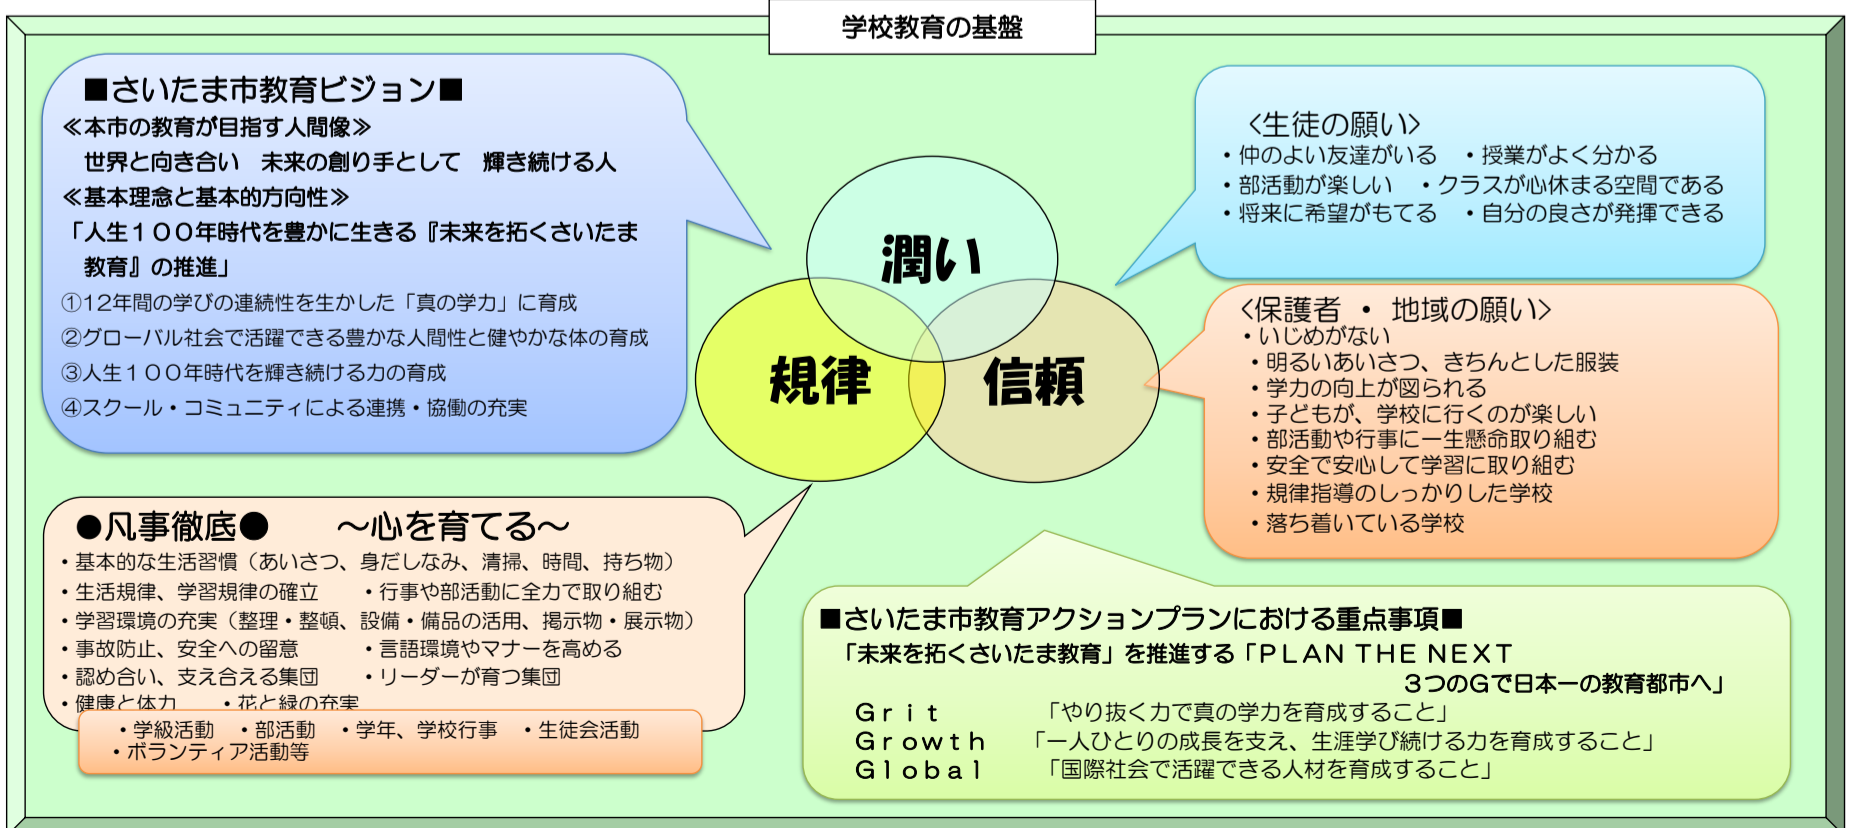 学校教育の基盤
■さいたま市教育ビジョン■
≪本市の教育が目指す人間像≫
世界と向き合い　未来の創り手として　輝き続ける人
≪基本理念と基本的方向性≫
「人生１００年時代を豊かに生きる『未来を拓くさいたま
教育』の推進」
①12年間の学びの連続性を生かした「真の学力」に育成
②グローバル社会で活躍できる豊かな人間性と健やかな体の育成
③人生１００年時代を輝き続ける力の育成
④スクール・コミュニティによる連携・協働の充実
潤い
規律
信頼
<生徒の願い>
・仲のよい友達がいる　・授業がよく分かる
・部活動が楽しい　・クラスが心休まる空間である
・将来に希望がもてる　・自分の良さが発揮できる
<保護者 ・ 地域の願い>
・いじめがない
・明るいあいさつ、きちんとした服装
・学力の向上が図られる
・子どもが、学校に行くのが楽しい
・部活動や行事に一生懸命取り組む
・安全で安心して学習に取り組む
・規律指導のしっかりした学校
・落ち着いている学校
●凡事徹底●　　～心を育てる～
・基本的な生活習慣（あいさつ、身だしなみ、清掃、時間、持ち物）
・生活規律、学習規律の確立　　・行事や部活動に全力で取り組む
・学習環境の充実（整理・整頓、設備・備品の活用、掲示物・展示物）
・事故防止、安全への留意　　　・言語環境やマナーを高める
・認め合い、支え合える集団　　・リーダーが育つ集団
・健康と体力　　・花と緑の充実
・学級活動　・部活動　・学年、学校行事　・生徒会活動
・ボランティア活動等
■さいたま市教育アクションプランにおける重点事項■
「未来を拓くさいたま教育」を推進する「ＰＬＡＮ ＴＨＥ ＮＥＸＴ
３つのＧで日本一の教育都市へ」
Ｇｒｉｔ　　　　「やり抜く力で真の学力を育成すること」
Ｇｒｏｗｔｈ　　「一人ひとりの成長を支え、生涯学び続ける力を育成すること」
Ｇｌｏｂａｌ　　　「国際社会で活躍できる人材を育成すること」